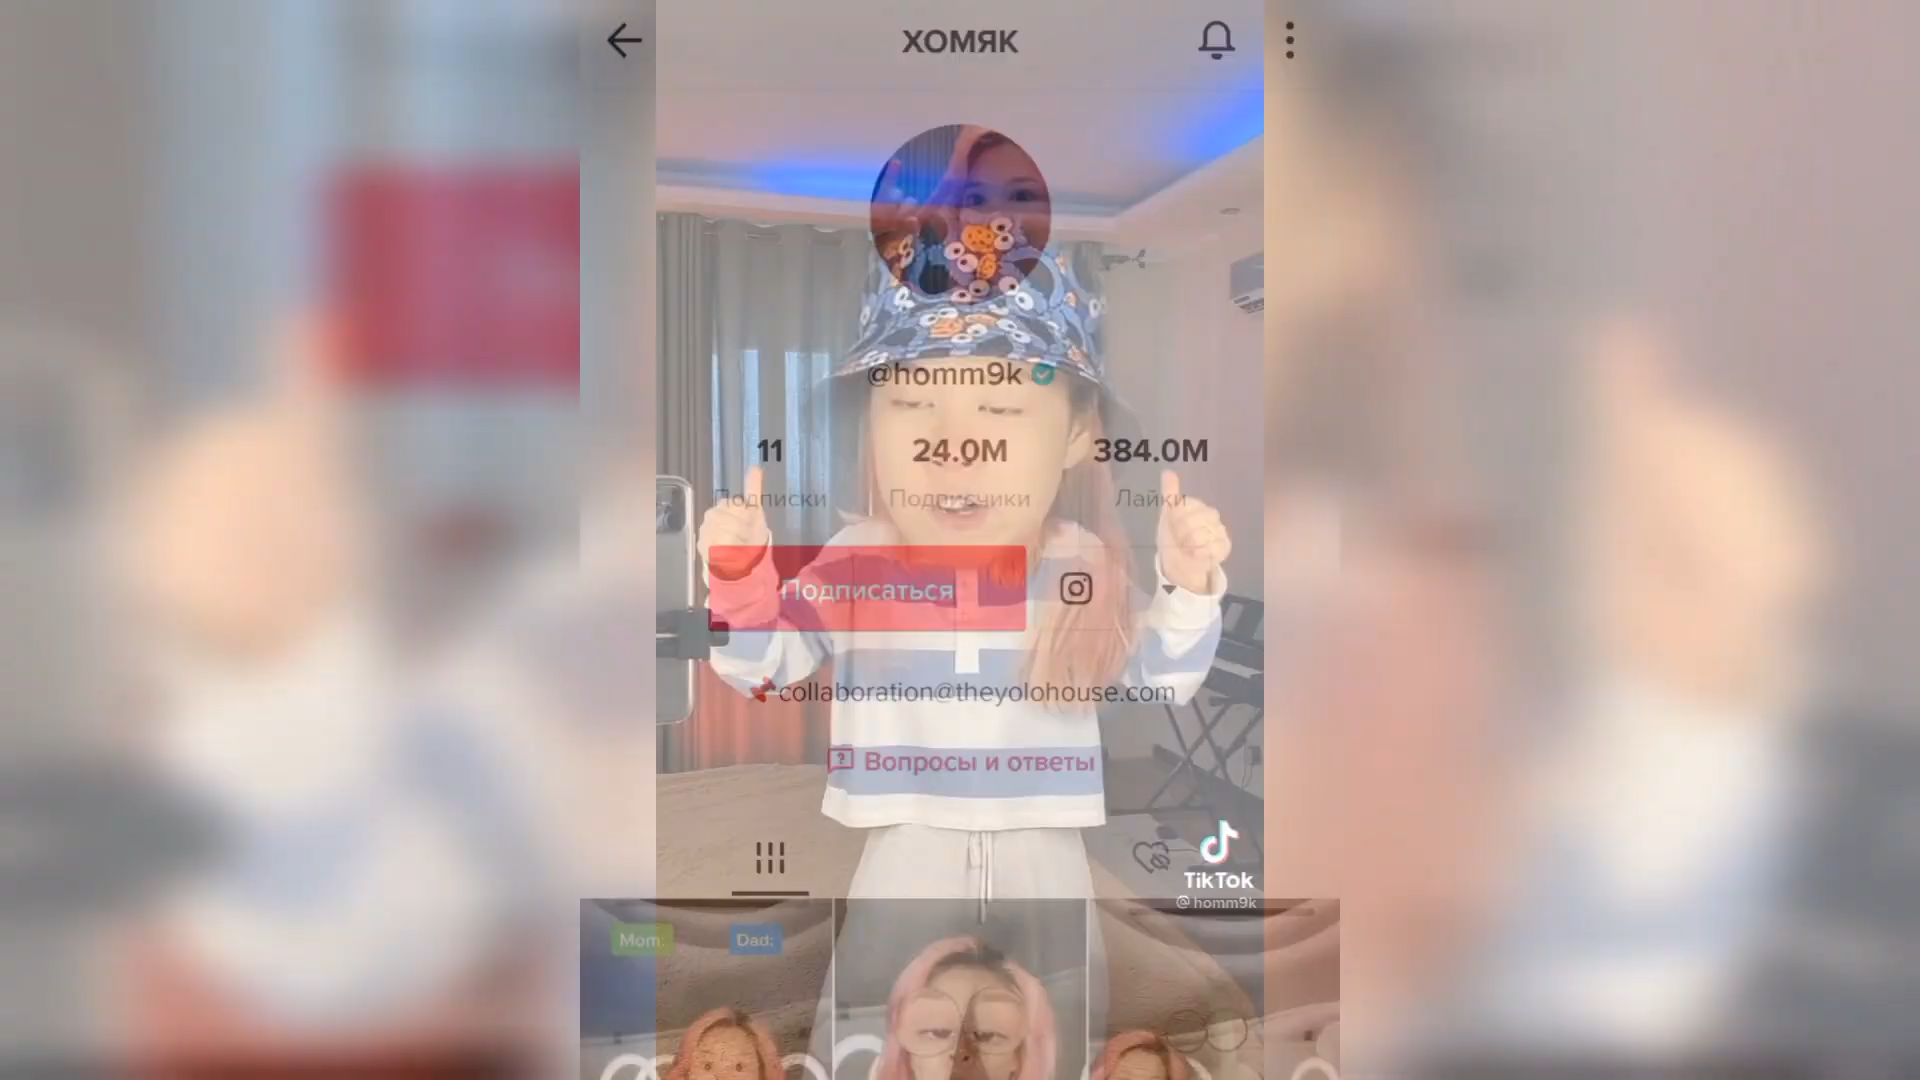 ХОМЯК
@homm9k
11 24.0M 384.0M
Подписки Подписчики Лайки
Подписаться
collaboration@theyolohouse.com
Вопросы и ответы
TikTok
@homm9k
Mom: Dad: